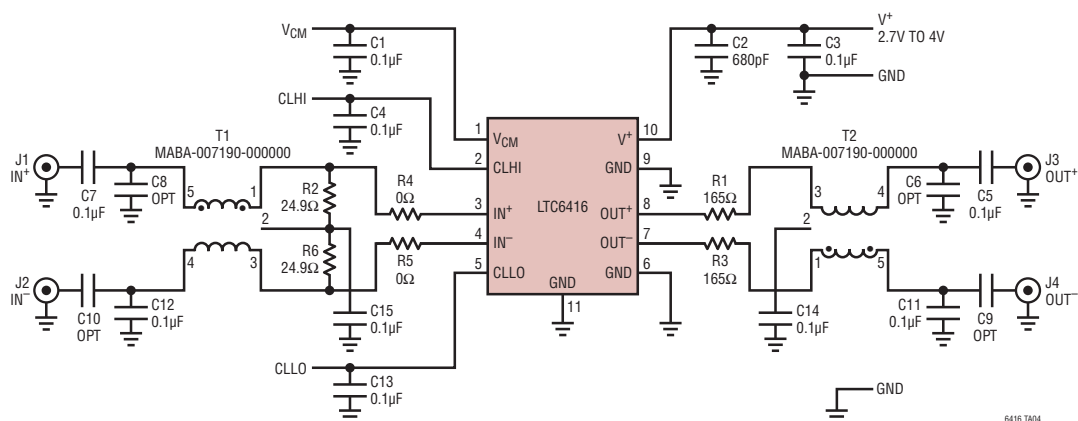 V⁺
2.7V TO 4V
V_CM
C1
0.1µF
C2
680pF
C3
0.1µF
GND
CLHI
C4
0.1µF
T1
MABA-007190-000000
T2
MABA-007190-000000
J1
IN⁺
C7
0.1µF
C8
OPT
5
1
2
4
3
R2
24.9Ω
R6
24.9Ω
R4
0Ω
R5
0Ω
1
2
3
4
5
V_CM
CLHI
IN⁺
IN⁻
CLLO
LTC6416
GND
11
V⁺
GND
OUT⁺
OUT⁻
GND
10
9
8
7
6
R1
165Ω
R3
165Ω
3
4
2
1
5
C6
OPT
C5
0.1µF
J3
OUT⁺
J2
IN⁻
C10
OPT
C12
0.1µF
C15
0.1µF
C14
0.1µF
C11
0.1µF
C9
OPT
J4
OUT⁻
CLLO
C13
0.1µF
GND
6416 TA04